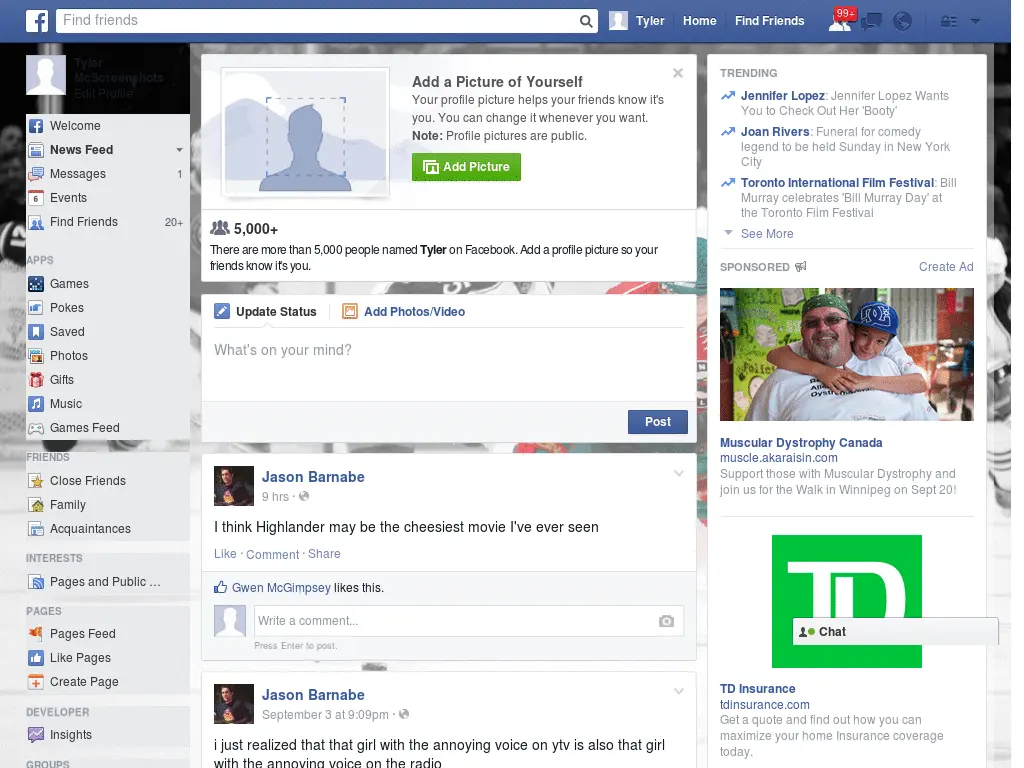 Find friends
Tyler
Home
Find Friends
99+
Tyler
McScreenshots
Edit Profile
Welcome
News Feed
Messages 1
Events
Find Friends 20+
APPS
Games
Pokes
Saved
Photos
Gifts
Music
Games Feed
FRIENDS
Close Friends
Family
Acquaintances
INTERESTS
Pages and Public ...
PAGES
Pages Feed
Like Pages
Create Page
DEVELOPER
Insights
GROUPS
Add a Picture of Yourself
Your profile picture helps your friends know it's
you. You can change it whenever you want.
Note: Profile pictures are public.
Add Picture
5,000+
There are more than 5,000 people named Tyler on Facebook. Add a profile picture so your
friends know it's you.
Update Status
Add Photos/Video
What's on your mind?
Post
Jason Barnabe
9 hrs ·
I think Highlander may be the cheesiest movie I've ever seen
Like · Comment · Share
Gwen McGimpsey likes this.
Write a comment...
Press Enter to post.
Jason Barnabe
September 3 at 9:09pm ·
i just realized that that girl with the annoying voice on ytv is also that girl
with the annoying voice on the radio
TRENDING
Jennifer Lopez: Jennifer Lopez Wants
You to Check Out Her 'Booty'
Joan Rivers: Funeral for comedy
legend to be held Sunday in New York
City
Toronto International Film Festival: Bill
Murray celebrates 'Bill Murray Day' at
the Toronto Film Festival
See More
SPONSORED
Create Ad
Muscular Dystrophy Canada
muscle.akaraisin.com
Support those with Muscular Dystrophy and
join us for the Walk in Winnipeg on Sept 20!
TD
Chat
TD Insurance
tdinsurance.com
Get a quote and find out how you can
maximize your home Insurance coverage
today.